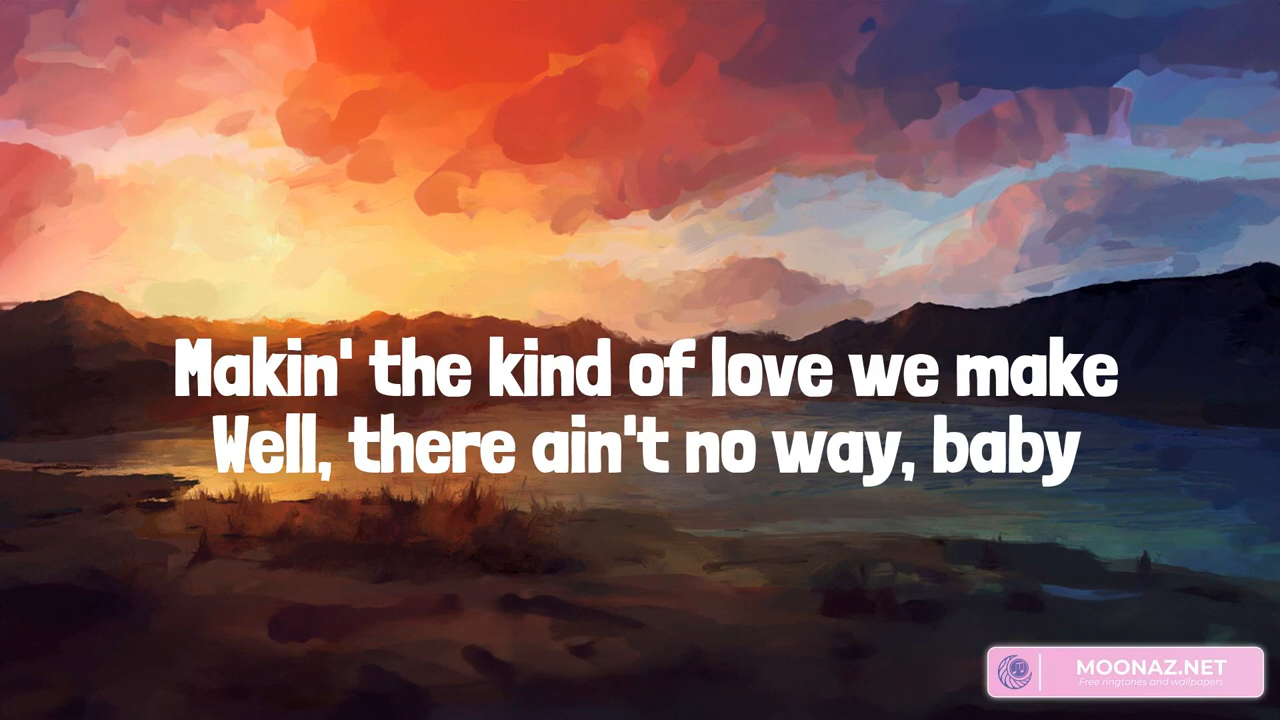 Makin' the kind of love we make
Well, there ain't no way, baby
MOONAZ.NET
Free ringtones and wallpapers